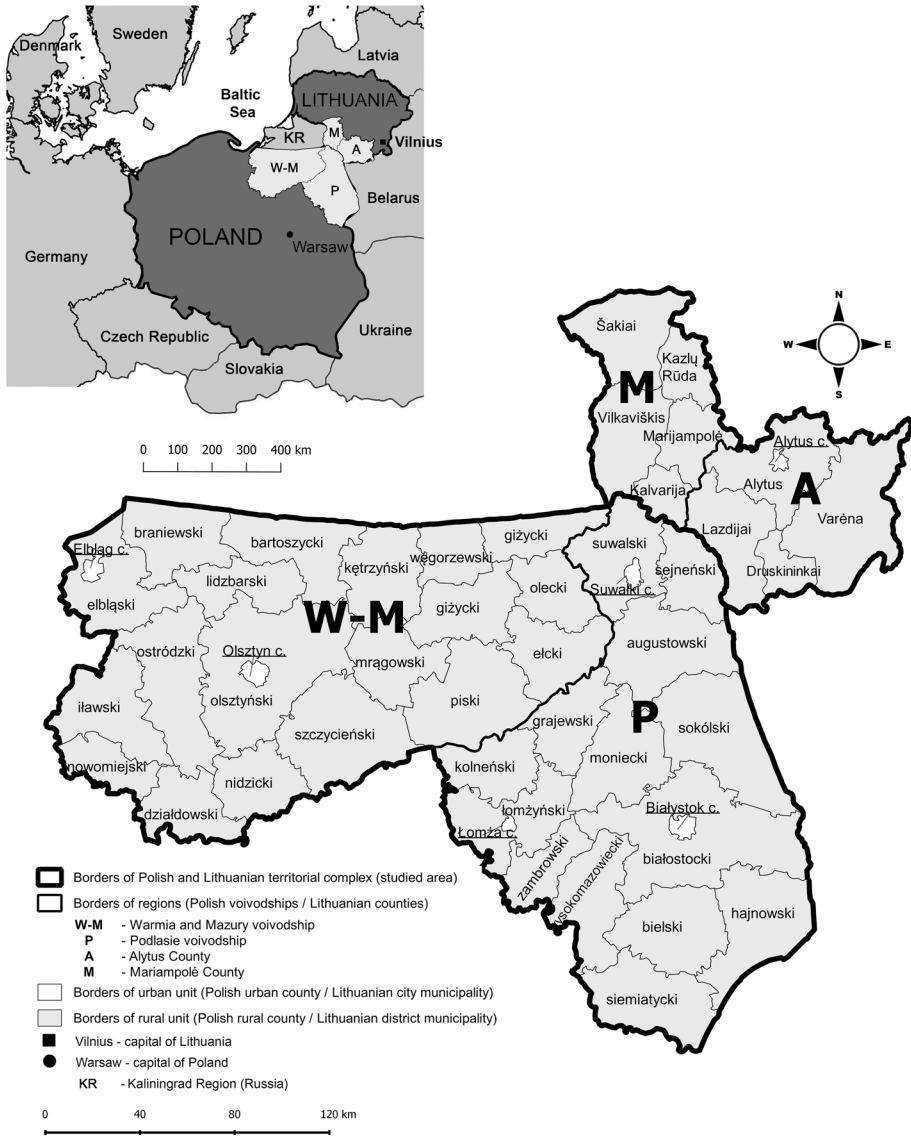 Denmark
Sweden
Latvia
Baltic
Sea
LITHUANIA
KR
M
Vilnius
A
W-M
P
Belarus
POLAND
Warsaw
Germany
Czech Republic
Ukraine
Slovakia
0 100 200 300 400 km
N
W
E
S
Šakiai
Kazlų
Rūda
M
Vilkaviškis
Marijampolė
Kalvarija
Alytus c.
Alytus
A
Varėna
Lazdijai
Druskininkai
braniewski
bartoszycki
giżycki
Elbląg c.
kętrzyński
węgorzewski
lidzbarski
olecki
elbląski
giżycki
W-M
suwalski
sejneński
Suwałki c.
augustowski
ostródzki
Olsztyn c.
mrągowski
ełcki
olsztyński
piski
iławski
szczycieński
nowomiejski
nidzicki
działdowski
grajewski
P
sokólski
moniecki
kolneński
łomżyński
Białystok c.
Łomża c.
zambrowski
wysokomazowiecki
białostocki
hajnowski
bielski
siemiatycki
Borders of Polish and Lithuanian territorial complex (studied area)
Borders of regions (Polish voivodships / Lithuanian counties)
W-M - Warmia and Mazury voivodship
P - Podlasie voivodship
A - Alytus County
M - Mariampolė County
Borders of urban unit (Polish urban county / Lithuanian city municipality)
Borders of rural unit (Polish rural county / Lithuanian district municipality)
Vilnius - capital of Lithuania
Warsaw - capital of Poland
KR - Kaliningrad Region (Russia)
0 40 80 120 km